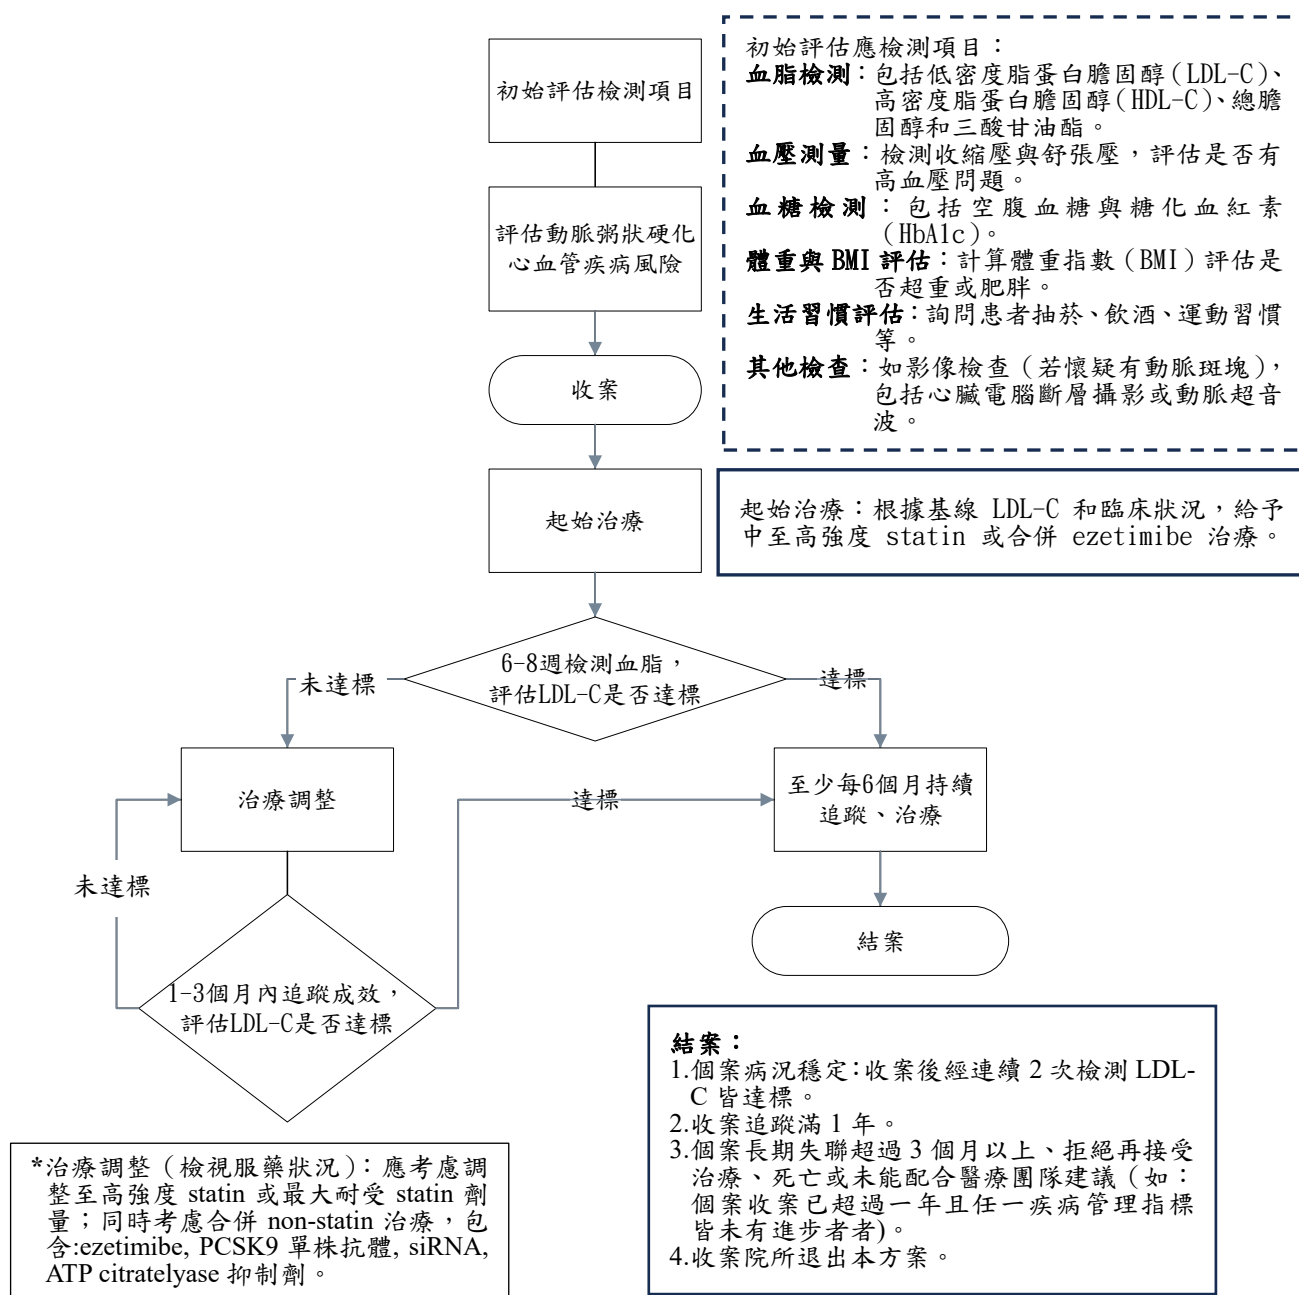 初始評估檢測項目
評估動脈粥狀硬化
心血管疾病風險
收案
起始治療
初始評估應檢測項目：
血脂檢測：包括低密度脂蛋白膽固醇（LDL-C）、
高密度脂蛋白膽固醇（HDL-C）、總膽
固醇和三酸甘油酯。
血壓測量：檢測收縮壓與舒張壓，評估是否有
高血壓問題。
血糖檢測：包括空腹血糖與糖化血紅素
（HbA1c）。
體重與 BMI 評估：計算體重指數（BMI）評估是
否超重或肥胖。
生活習慣評估：詢問患者抽菸、飲酒、運動習慣
等。
其他檢查：如影像檢查（若懷疑有動脈斑塊），
包括心臟電腦斷層攝影或動脈超音
波。
起始治療：根據基線 LDL-C 和臨床狀況，給予
中至高強度 statin 或合併 ezetimibe 治療。
6-8週檢測血脂，
評估LDL-C是否達標
未達標
達標
治療調整
達標
至少每6個月持續
追蹤、治療
未達標
結案
1-3個月內追蹤成效，
評估LDL-C是否達標
結案：
1.個案病況穩定:收案後經連續 2 次檢測 LDL-
C 皆達標。
2.收案追蹤滿 1 年。
3.個案長期失聯超過 3 個月以上、拒絕再接受
治療、死亡或未能配合醫療團隊建議（如：
個案收案已超過一年且任一疾病管理指標
皆未有進步者者)。
4.收案院所退出本方案。
*治療調整（檢視服藥狀況）：應考慮調
整至高強度 statin 或最大耐受 statin 劑
量；同時考慮合併 non-statin 治療，包
含:ezetimibe, PCSK9 單株抗體, siRNA,
ATP citratelyase 抑制劑。